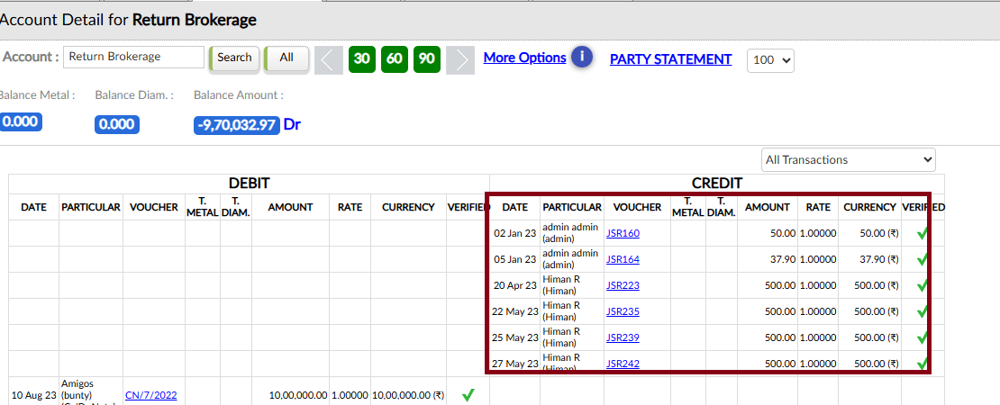 Account Detail for Return Brokerage
Account : Return Brokerage Search All 30 60 90 More Options i PARTY STATEMENT 100
Balance Metal : Balance Diam. : Balance Amount :
0.000 0.000 -9,70,032.97 Dr
All Transactions
DEBIT CREDIT
DATE PARTICULAR VOUCHER T. METAL T. DIAM. AMOUNT RATE CURRENCY VERIFIED DATE PARTICULAR VOUCHER T. METAL T. DIAM. AMOUNT RATE CURRENCY VERIFIED
02 Jan 23 admin admin (admin) JSR160 50.00 1.00000 50.00 (₹)
05 Jan 23 admin admin (admin) JSR164 37.90 1.00000 37.90 (₹)
20 Apr 23 Himan R (Himan) JSR223 500.00 1.00000 500.00 (₹)
22 May 23 Himan R (Himan) JSR235 500.00 1.00000 500.00 (₹)
25 May 23 Himan R (Himan) JSR239 500.00 1.00000 500.00 (₹)
27 May 23 Himan R (Himan) JSR242 500.00 1.00000 500.00 (₹)
10 Aug 23 Amigos (bunty) CN/7/2022 10,00,000.00 1.00000 10,00,000.00 (₹)